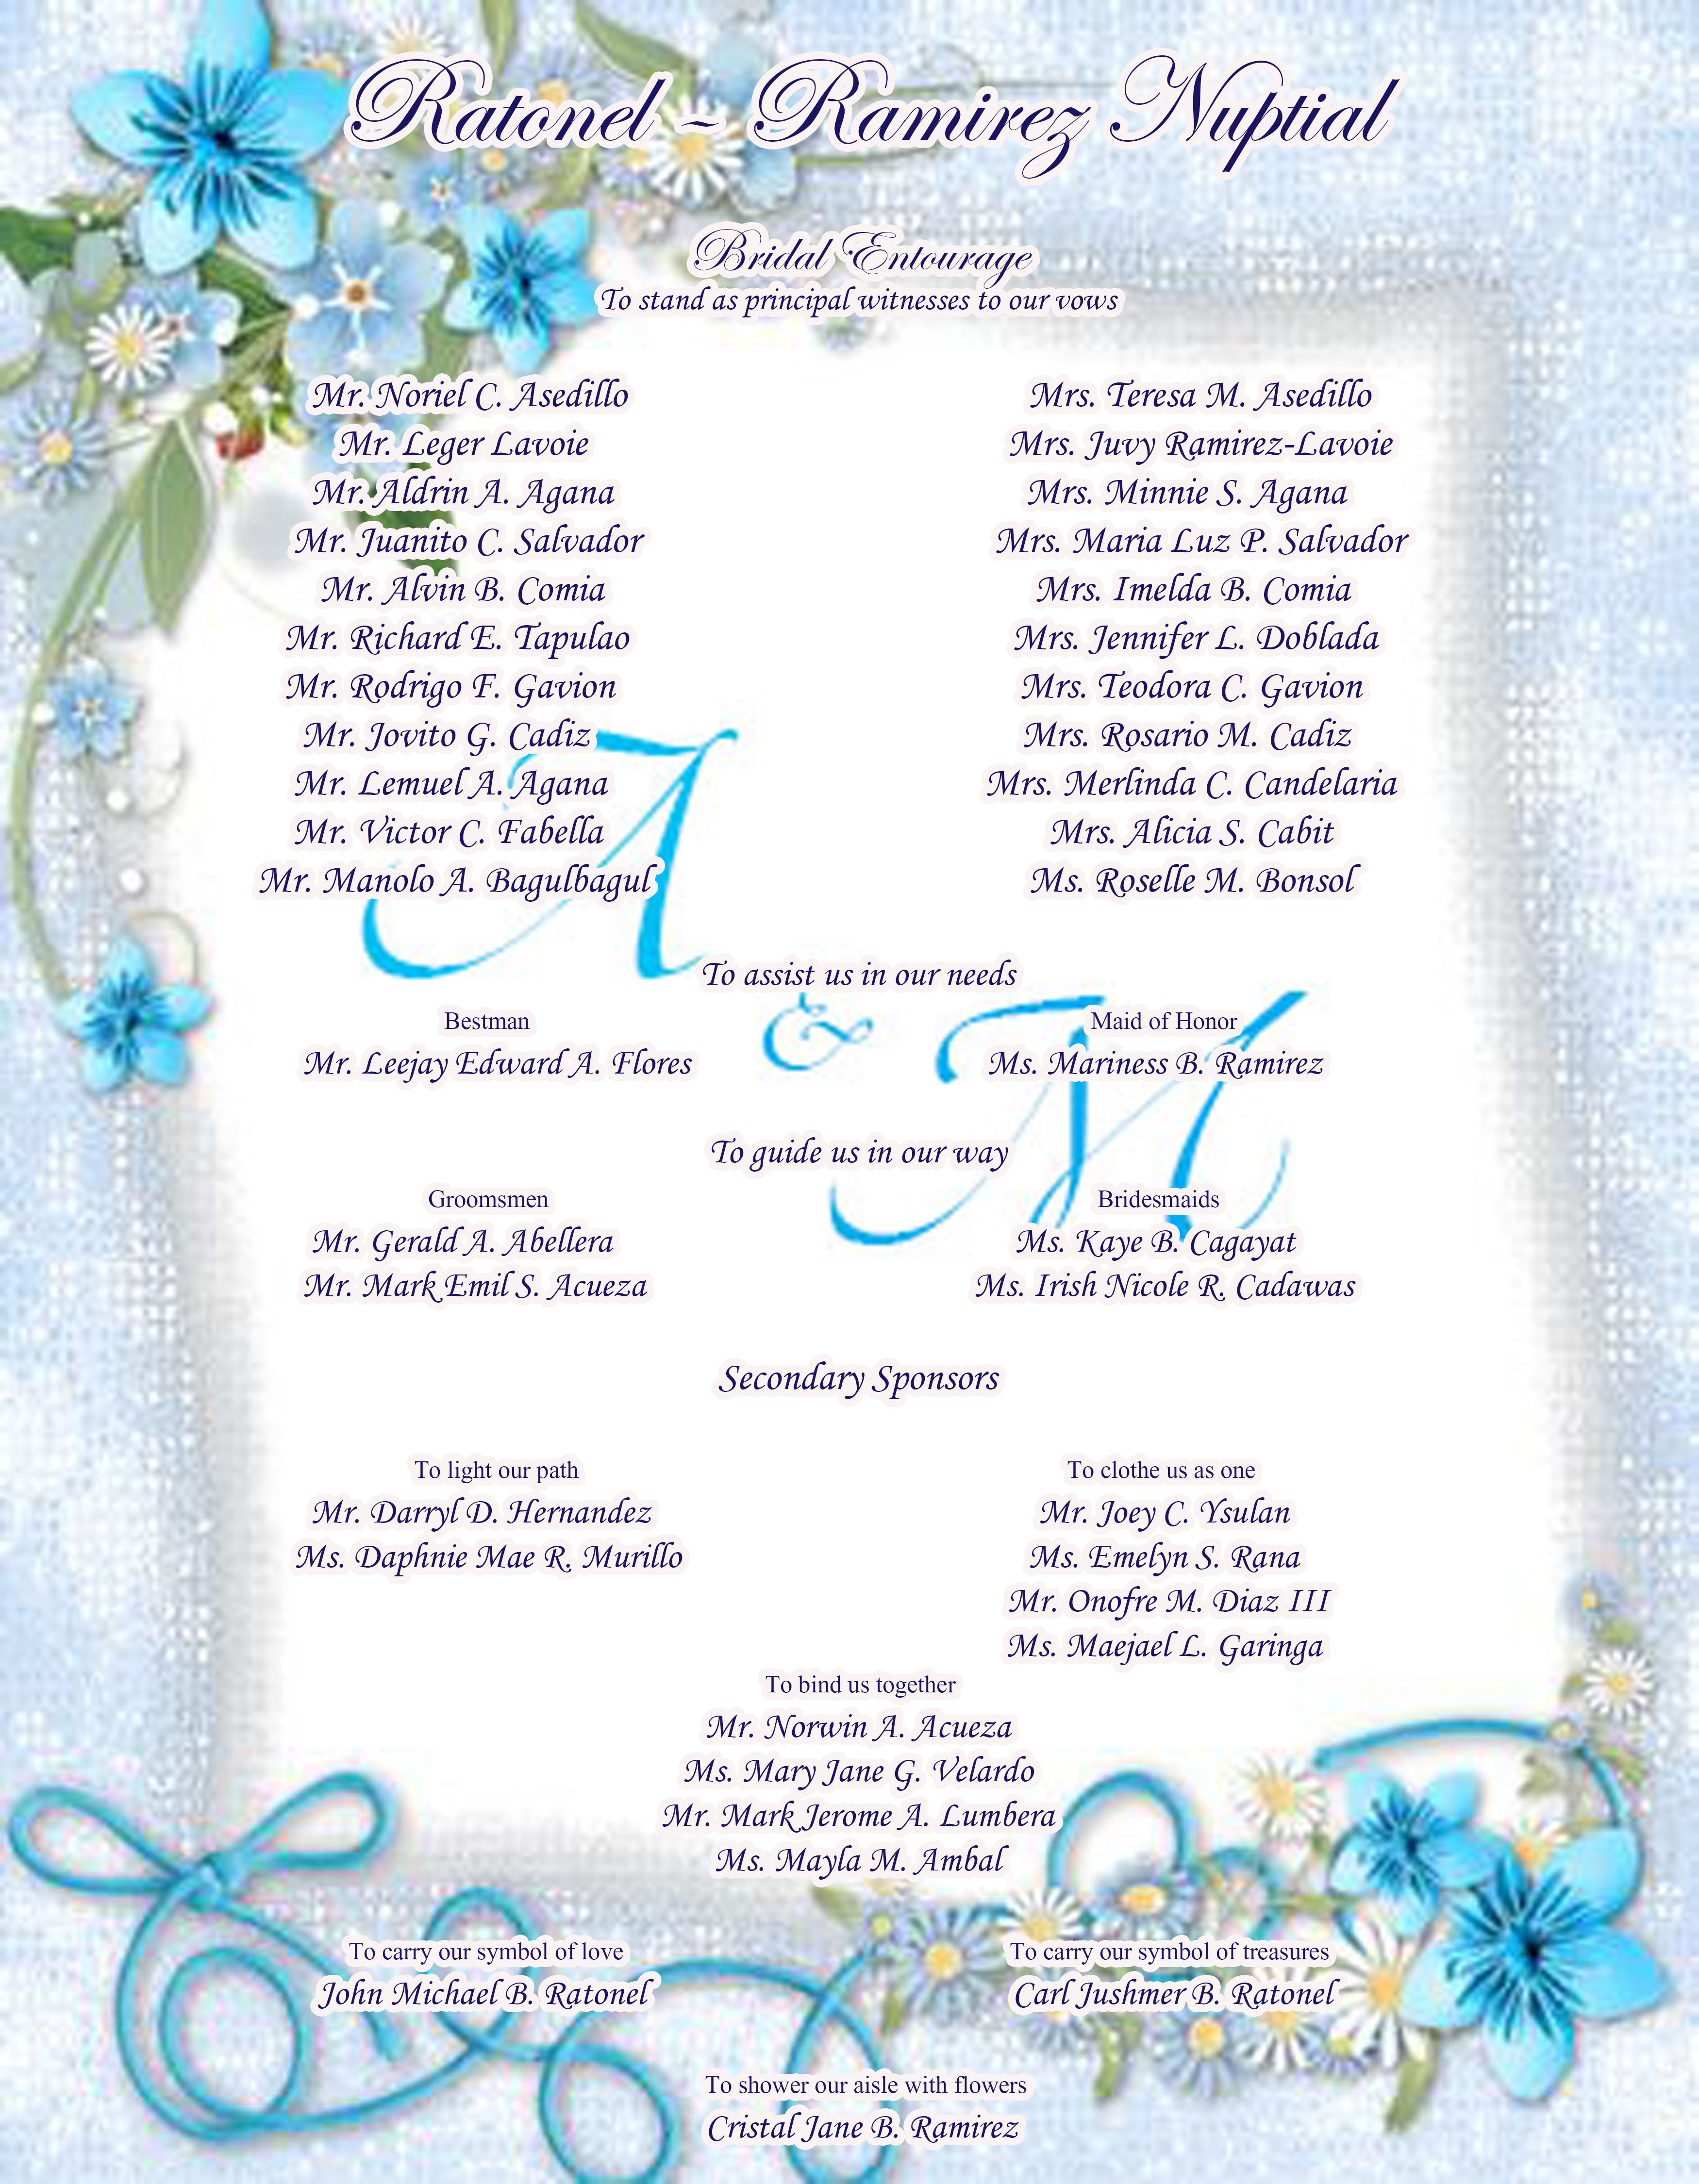 Ratonel ~ Ramirez Nuptial
Bridal Entourage
To stand as principal witnesses to our vows
Mr. Noriel C. Asedillo
Mrs. Teresa M. Asedillo
Mr. Leger Lavoie
Mrs. Juvy Ramirez-Lavoie
Mr. Aldrin A. Agana
Mrs. Minnie S. Agana
Mr. Juanito C. Salvador
Mrs. Maria Luz P. Salvador
Mr. Alvin B. Comia
Mrs. Imelda B. Comia
Mr. Richard E. Tapulao
Mrs. Jennifer L. Doblada
Mr. Rodrigo F. Gavion
Mrs. Teodora C. Gavion
Mr. Jovito G. Cadiz
Mrs. Rosario M. Cadiz
Mr. Lemuel A. Agana
Mrs. Merlinda C. Candelaria
Mr. Victor C. Fabella
Mrs. Alicia S. Cabit
Mr. Manolo A. Bagulbagul
Ms. Roselle M. Bonsol
A & M
To assist us in our needs
Bestman
Maid of Honor
Mr. Leejay Edward A. Flores
Ms. Mariness B. Ramirez
To guide us in our way
Groomsmen
Bridesmaids
Mr. Gerald A. Abellera
Ms. Kaye B. Cagayat
Mr. Mark Emil S. Acueza
Ms. Irish Nicole R. Cadawas
Secondary Sponsors
To light our path
Mr. Darryl D. Hernandez
Ms. Daphnie Mae R. Murillo
To clothe us as one
Mr. Joey C. Ysulan
Ms. Emelyn S. Rana
Mr. Onofre M. Diaz III
Ms. Maejael L. Garinga
To bind us together
Mr. Norwin A. Acueza
Ms. Mary Jane G. Velardo
Mr. Mark Jerome A. Lumbera
Ms. Mayla M. Ambal
To carry our symbol of love
John Michael B. Ratonel
To carry our symbol of treasures
Carl Jushmer B. Ratonel
To shower our aisle with flowers
Cristal Jane B. Ramirez